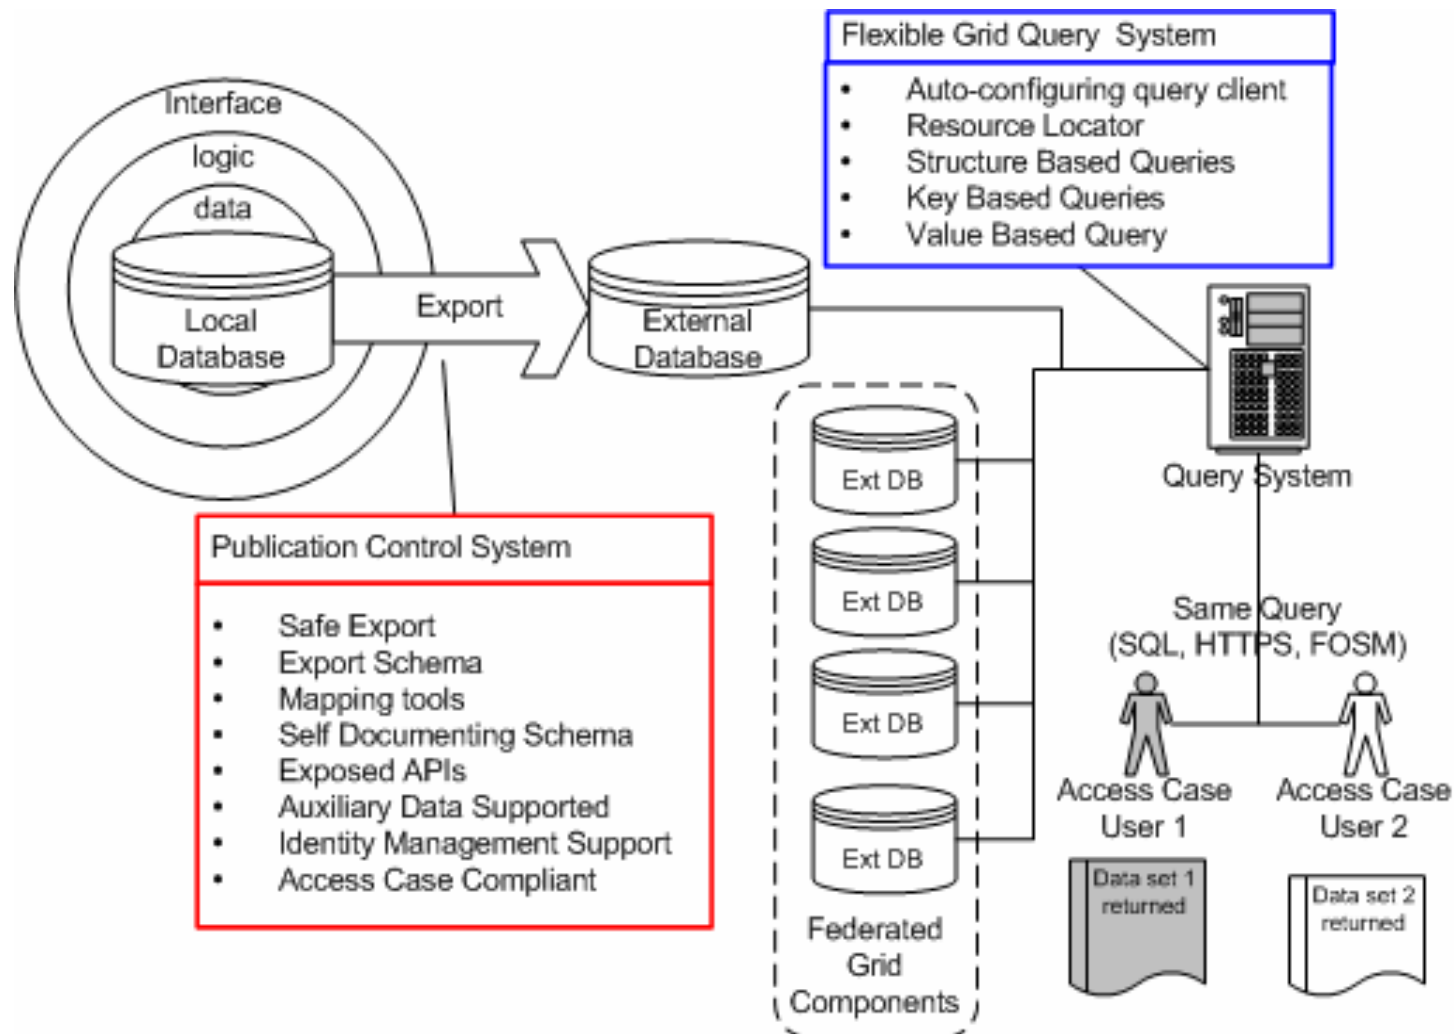 Interface
logic
data
Local
Database
Export
External
Database
Flexible Grid Query System
• Auto-configuring query client
• Resource Locator
• Structure Based Queries
• Key Based Queries
• Value Based Query
Query System
Publication Control System
• Safe Export
• Export Schema
• Mapping tools
• Self Documenting Schema
• Exposed APIs
• Auxiliary Data Supported
• Identity Management Support
• Access Case Compliant
Ext DB
Ext DB
Ext DB
Ext DB
Federated
Grid
Components
Same Query
(SQL, HTTPS, FOSM)
Access Case
User 1
Access Case
User 2
Data set 1
returned
Data set 2
returned